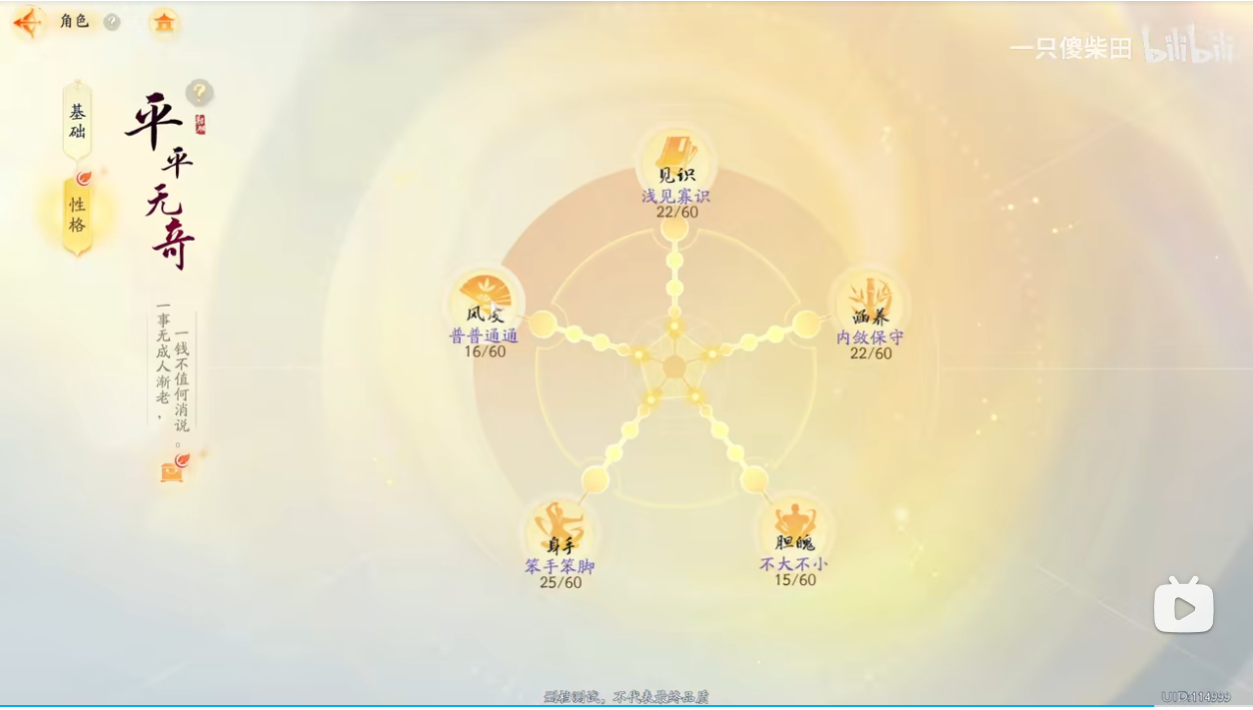 角色
一只傻柴田 bilibili
基础
性格
平平无奇
一事无成人渐老，
一钱不值何消说。
见识
浅见寡识
22/60
风度
普普通通
16/60
涵养
内敛保守
22/60
身手
笨手笨脚
25/60
胆魄
不大不小
15/60
删档测试，不代表最终品质
UID:114999